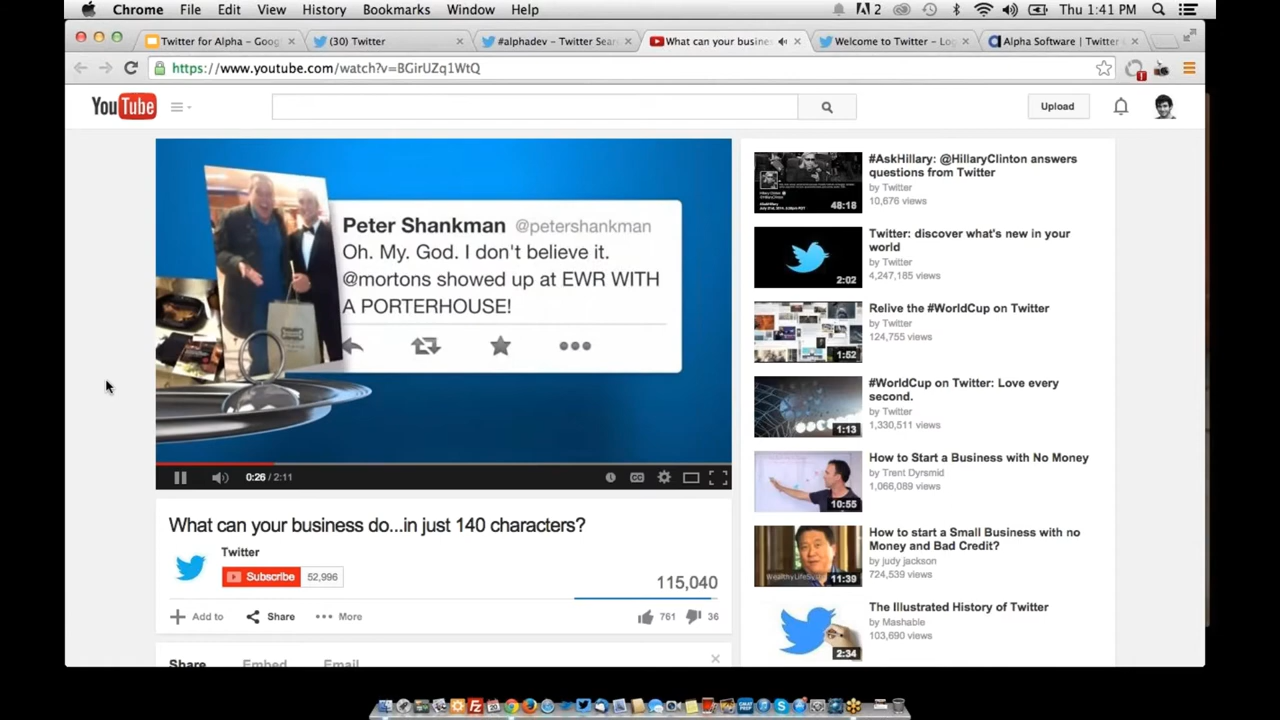 Chrome File Edit View History Bookmarks Window Help 2 Thu 1:41 PM
Twitter for Alpha – Goog (30) Twitter #alphadev – Twitter Sear What can your busine Welcome to Twitter – Lo Alpha Software | Twitter
https://www.youtube.com/watch?v=BGirUZq1WtQ
YouTube Upload
Peter Shankman @petershankman
Oh. My. God. I don't believe it.
@mortons showed up at EWR WITH
A PORTERHOUSE!
0:26 / 2:11 CC
What can your business do...in just 140 characters?
Twitter
Subscribe 52,996
115,040
Add to Share More 761 36
Share Embed Email
#AskHillary: @HillaryClinton answers
questions from Twitter
by Twitter
10,676 views
48:18
Twitter: discover what's new in your
world
by Twitter
4,247,185 views
2:02
Relive the #WorldCup on Twitter
by Twitter
124,755 views
1:52
#WorldCup on Twitter: Love every
second.
by Twitter
1,330,511 views
1:13
How to Start a Business with No Money
by Trent Dyrsmid
1,066,089 views
10:55
How to start a Small Business with no
Money and Bad Credit?
by judy jackson
724,539 views
11:39
The Illustrated History of Twitter
by Mashable
103,690 views
2:34